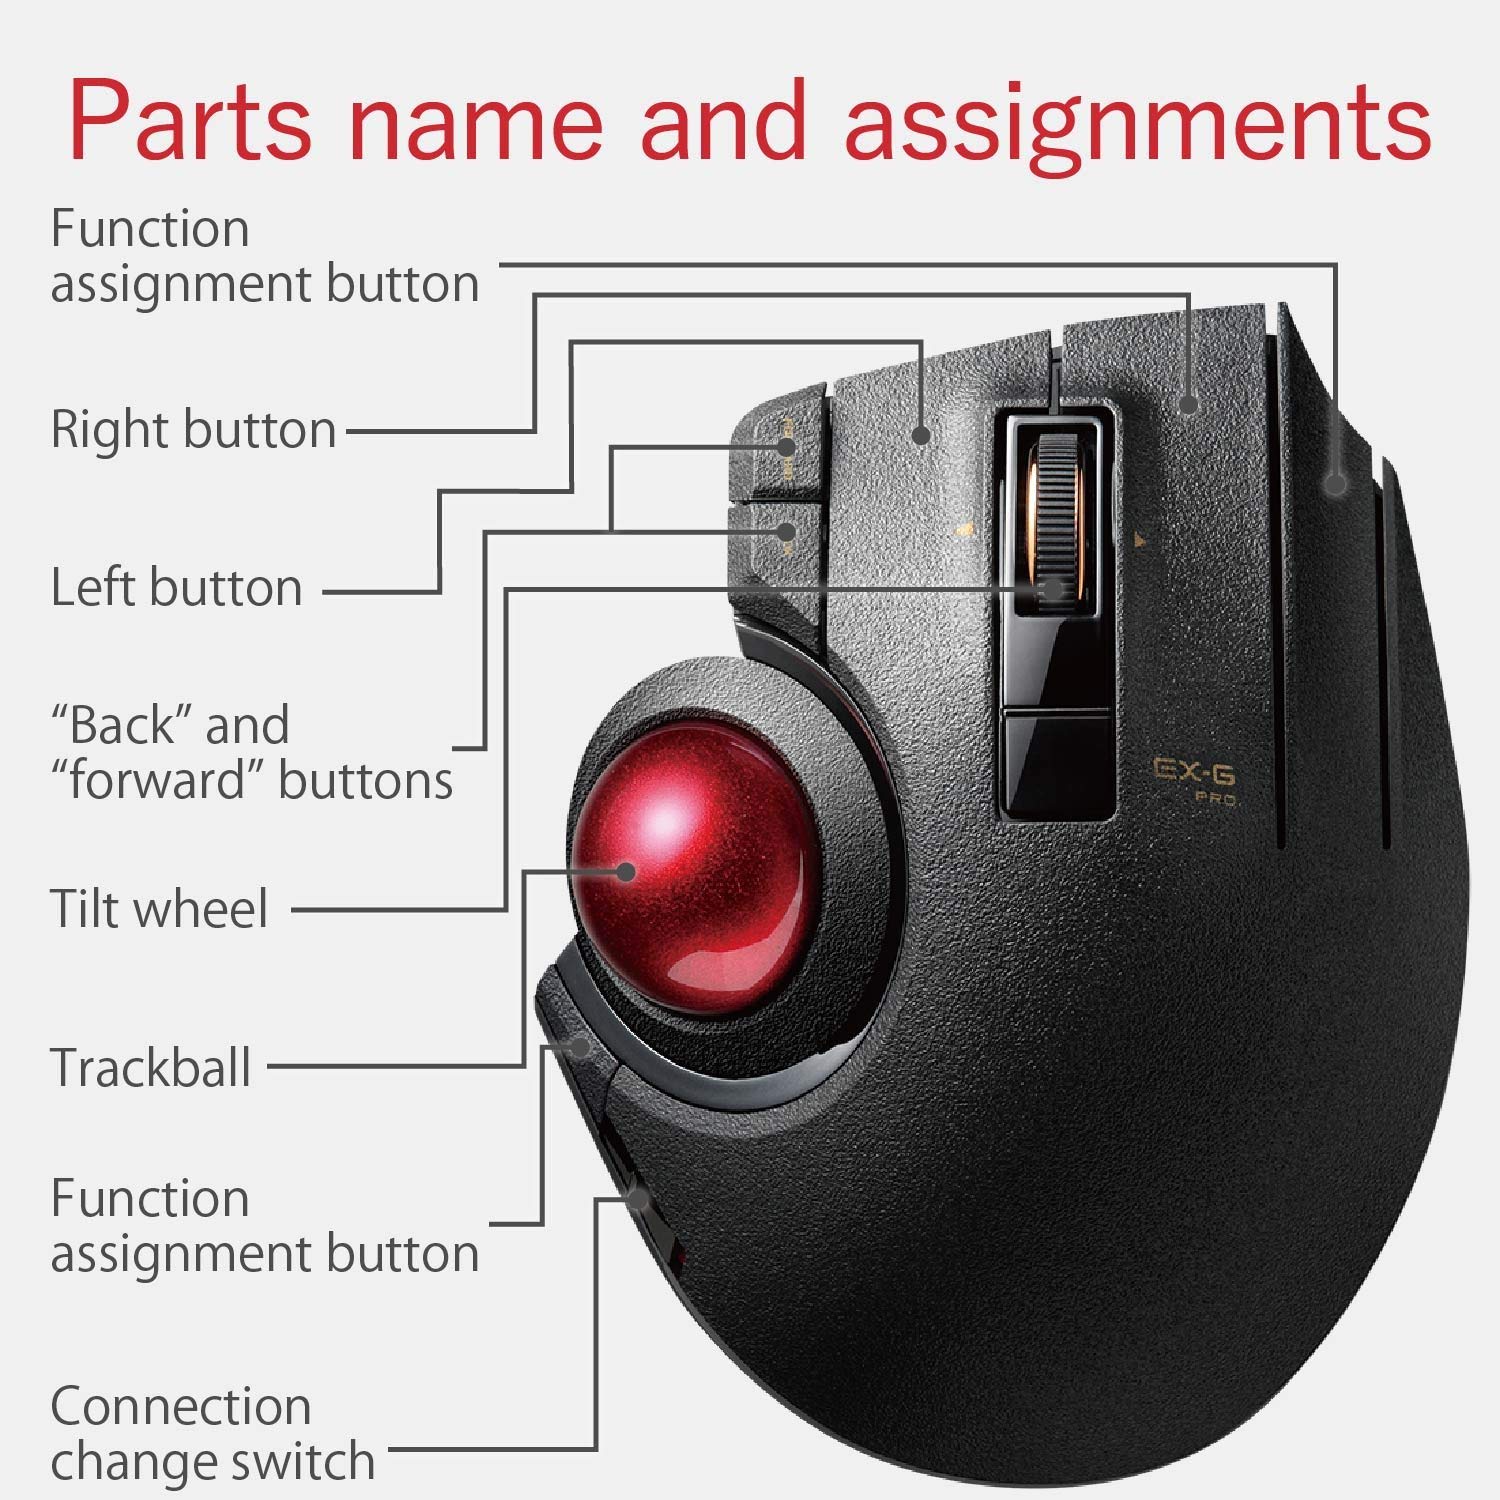 Parts name and assignments
Function
assignment button
Right button
Left button
“Back” and
“forward” buttons
Tilt wheel
Trackball
Function
assignment button
Connection
change switch
EX-G
PRO